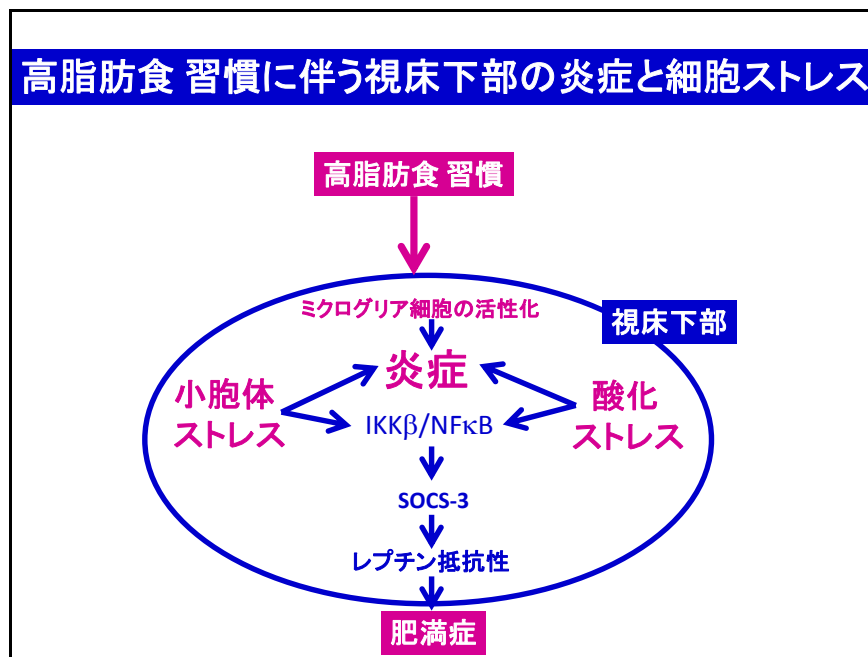 高脂肪食 習慣に伴う視床下部の炎症と細胞ストレス
高脂肪食 習慣
ミクログリア細胞の活性化
視床下部
炎症
小胞体
ストレス
酸化
ストレス
IKKβ/NFκB
SOCS-3
レプチン抵抗性
肥満症